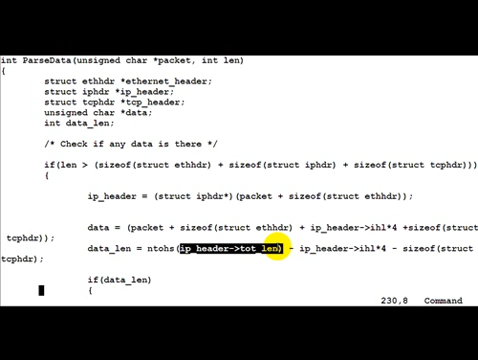 int ParseData(unsigned char *packet, int len)
{
struct ethhdr *ethernet_header;
struct iphdr *ip_header;
struct tcphdr *tcp_header;
unsigned char *data;
int data_len;
/* Check if any data is there */
if(len > (sizeof(struct ethhdr) + sizeof(struct iphdr) + sizeof(struct tcphdr)))
{
ip_header = (struct iphdr*)(packet + sizeof(struct ethhdr));
data = (packet + sizeof(struct ethhdr) + ip_header->ihl*4 +sizeof(struct
tcphdr));
data_len = ntohs(ip_header->tot_len) - ip_header->ihl*4 - sizeof(struct
tcphdr);
if(data_len)
{
230,8 Command